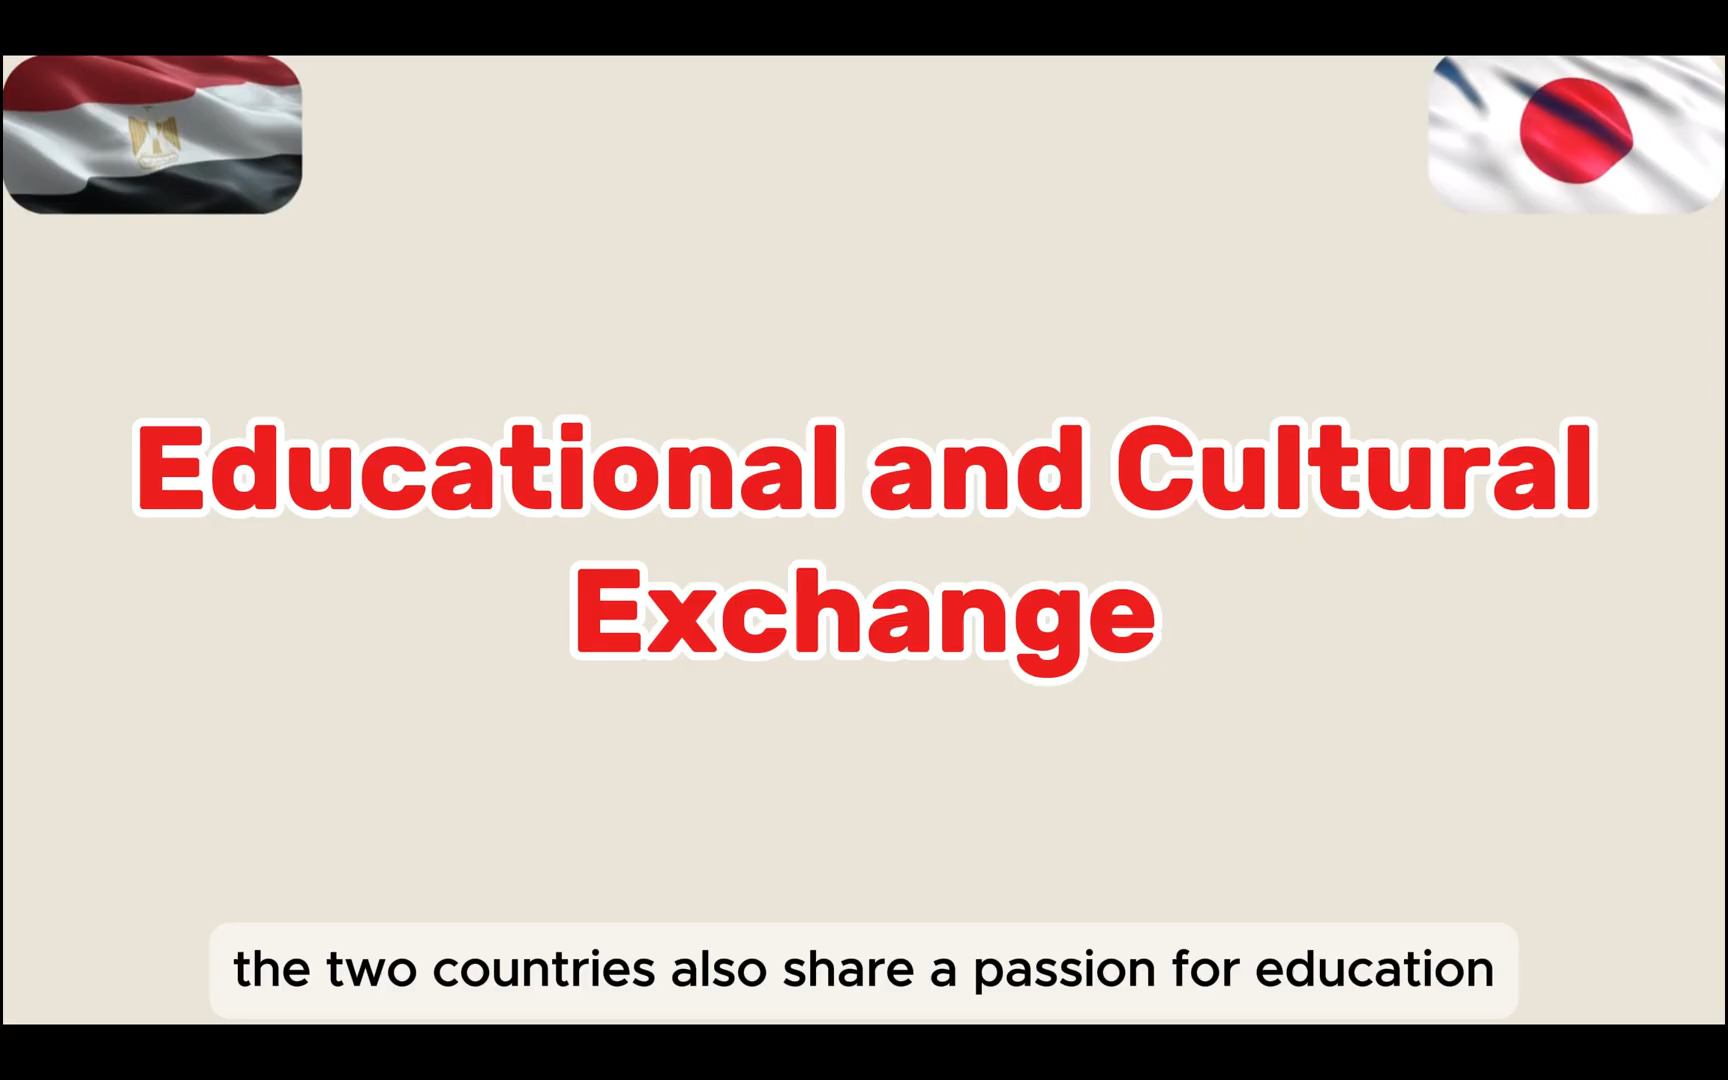 Educational and Cultural
Exchange
the two countries also share a passion for education